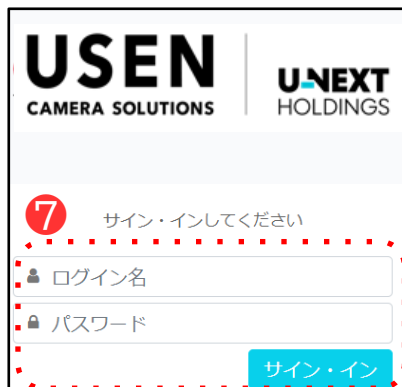 USEN
CAMERA SOLUTIONS
U-NEXT
HOLDINGS
7
サイン・インしてください
ログイン名
パスワード
サイン・イン